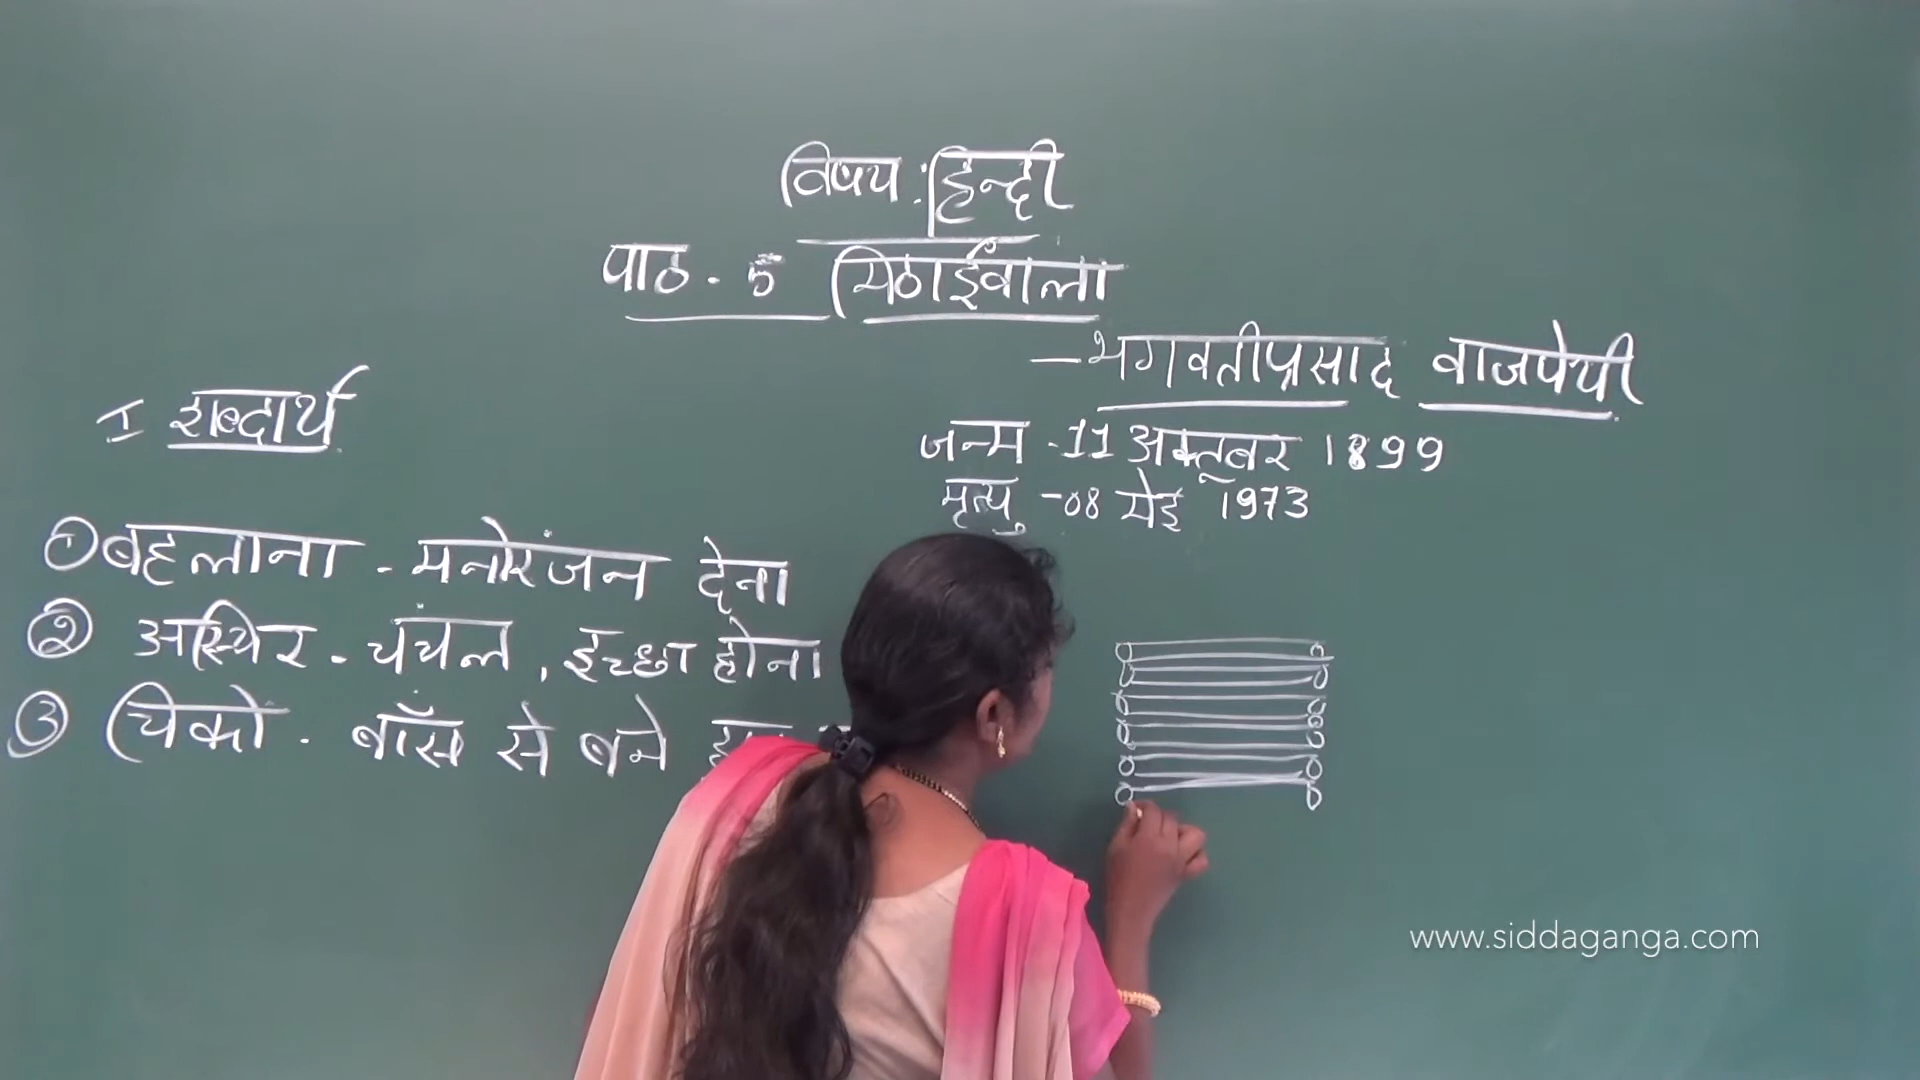 विषय : हिन्दी
पाठ - 5 मिठाईवाला
- भगवतीप्रसाद वाजपेयी
जन्म - 11 अक्तूबर 1899
मृत्यु - 08 मेइ 1973
I शब्दार्थ
① बहलाना - मनोरंजन देना
② अस्थिर - चंचल, इच्छा होना
③ चिको - बाँस से बने
www.siddaganga.com